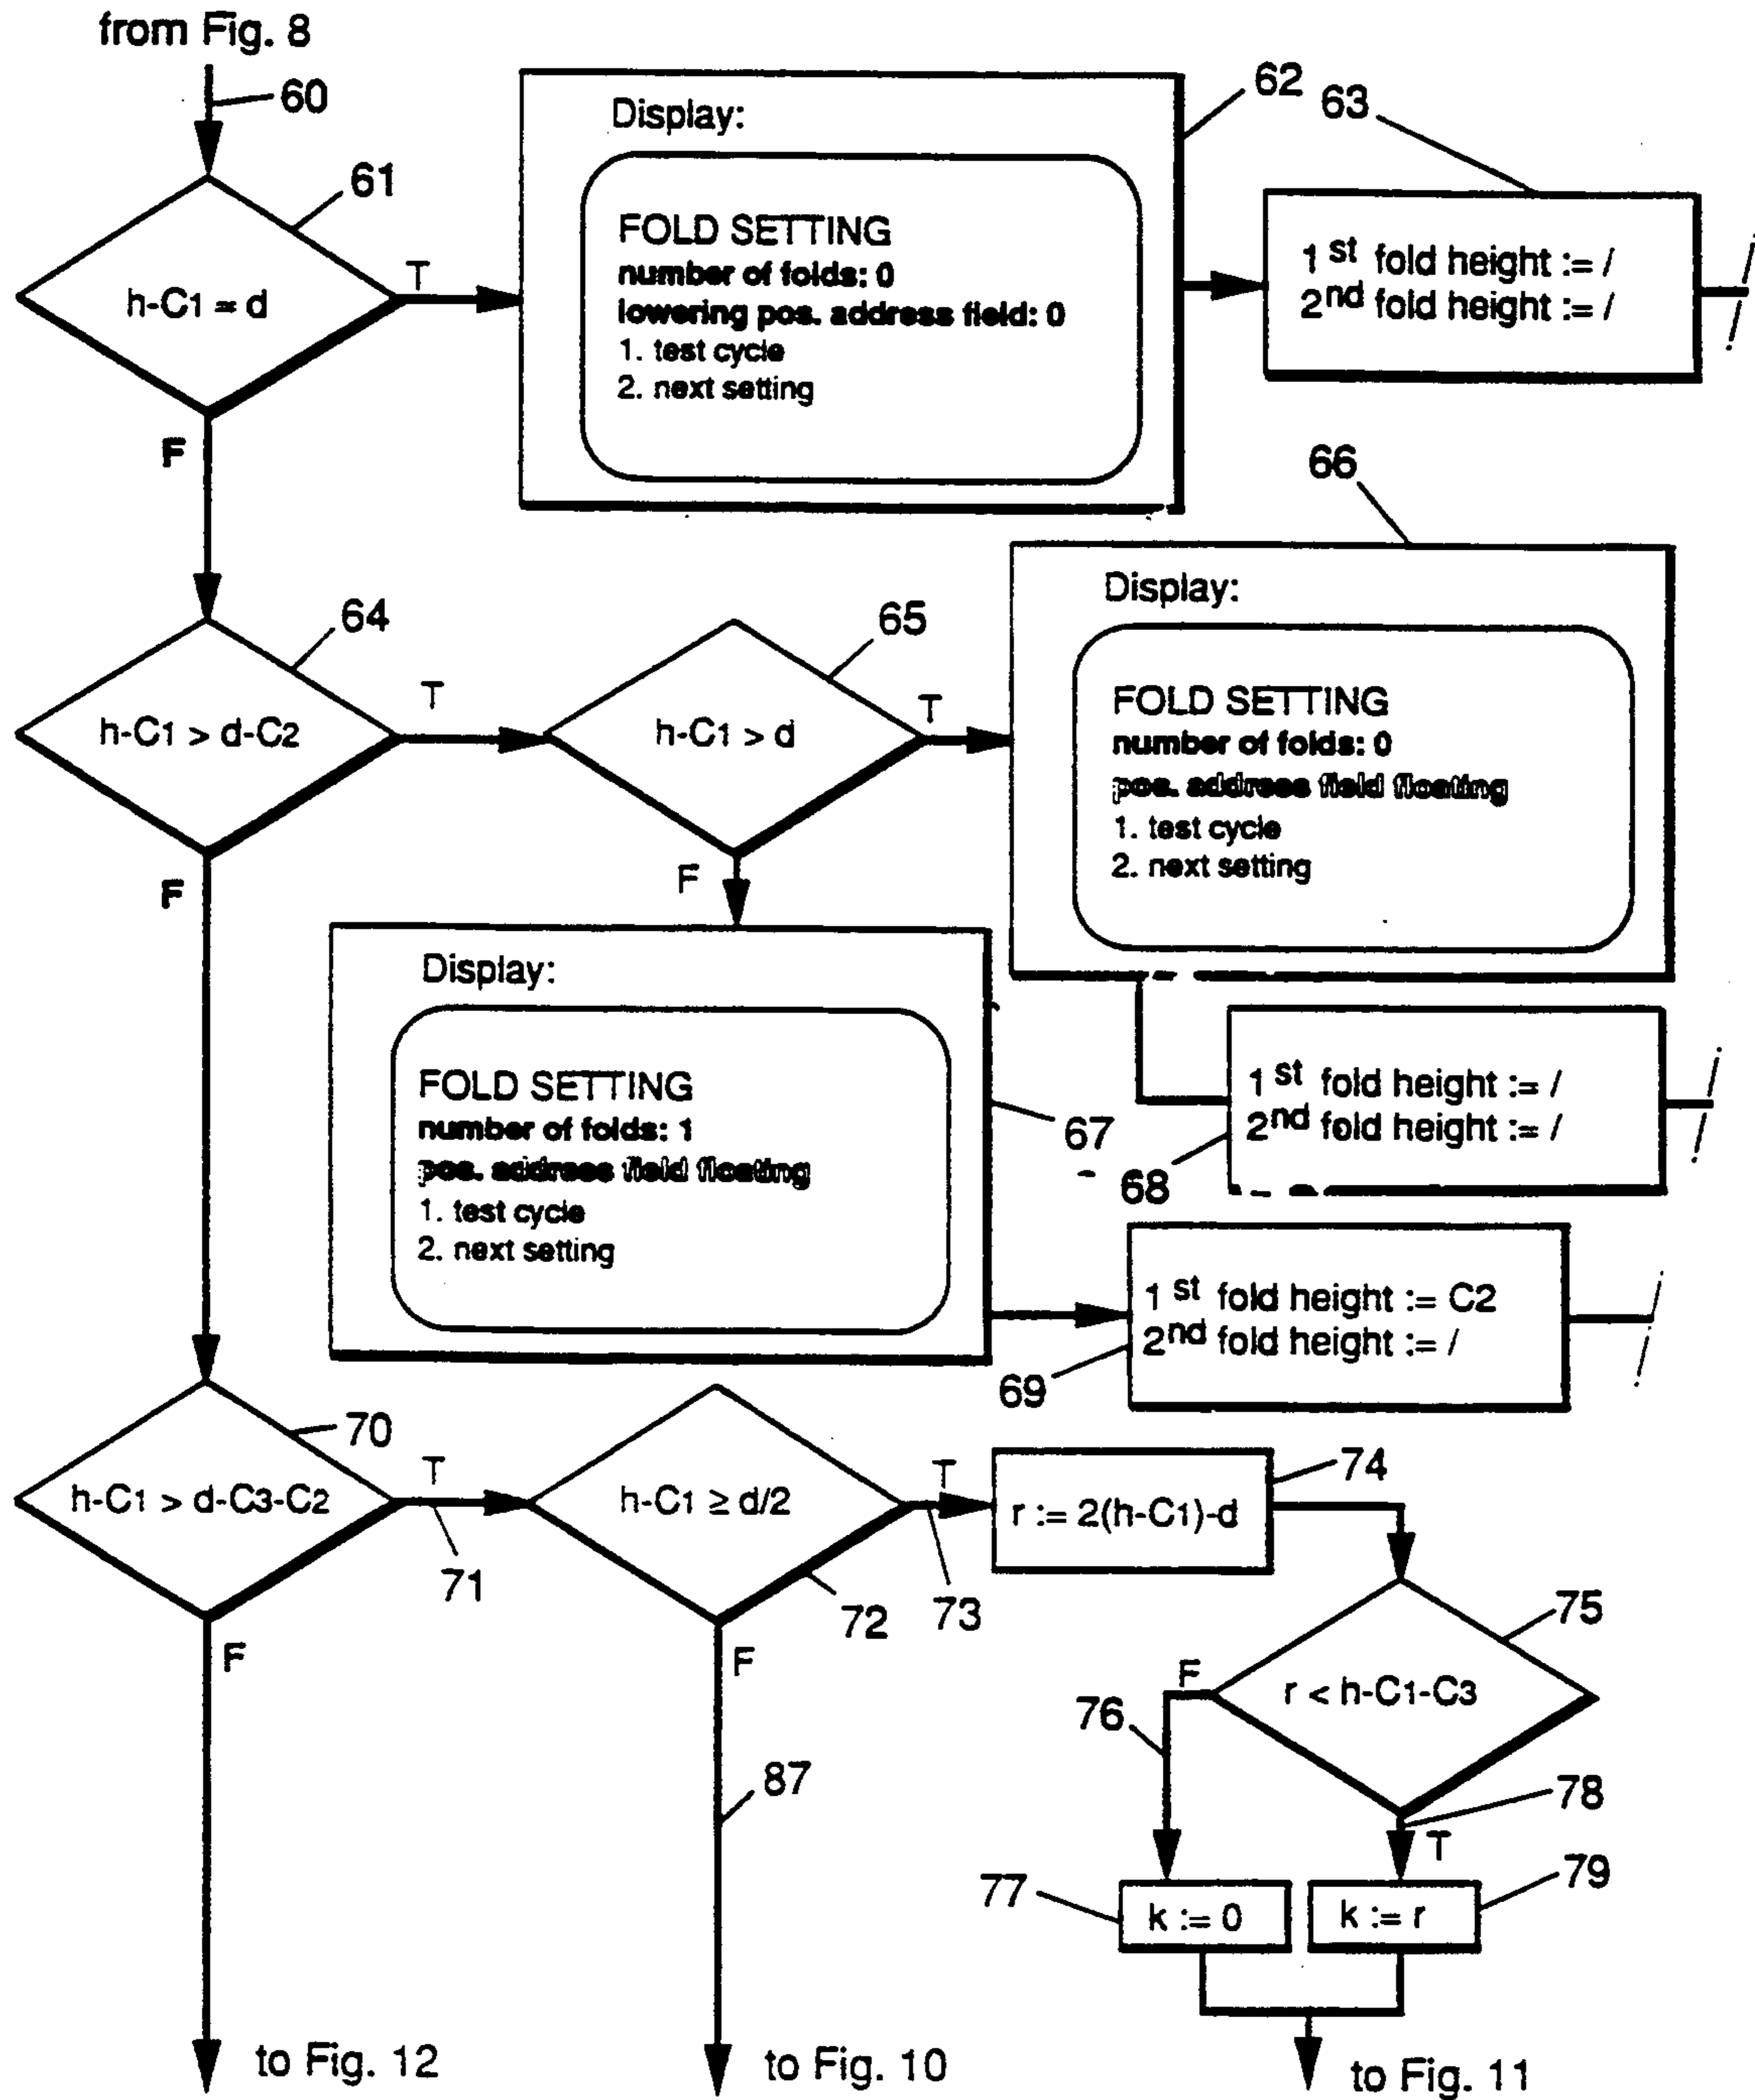 from Fig. 8
60
61
h-C1 = d
T
F
Display:
FOLD SETTING
number of folds: 0
lowering pos. address field: 0
1. test cycle
2. next setting
62
63
1st fold height := /
2nd fold height := /
64
h-C1 > d-C2
T
F
65
h-C1 > d
T
F
66
Display:
FOLD SETTING
number of folds: 0
pos. address field floating
1. test cycle
2. next setting
Display:
FOLD SETTING
number of folds: 1
pos. address field floating
1. test cycle
2. next setting
67
68
1st fold height := /
2nd fold height := /
69
1st fold height := C2
2nd fold height := /
70
h-C1 > d-C3-C2
T
71
F
h-C1 ≥ d/2
72
T
73
F
87
74
r := 2(h-C1)-d
75
r < h-C1-C3
F
76
78
T
77
k := 0
79
k := r
to Fig. 12
to Fig. 10
to Fig. 11